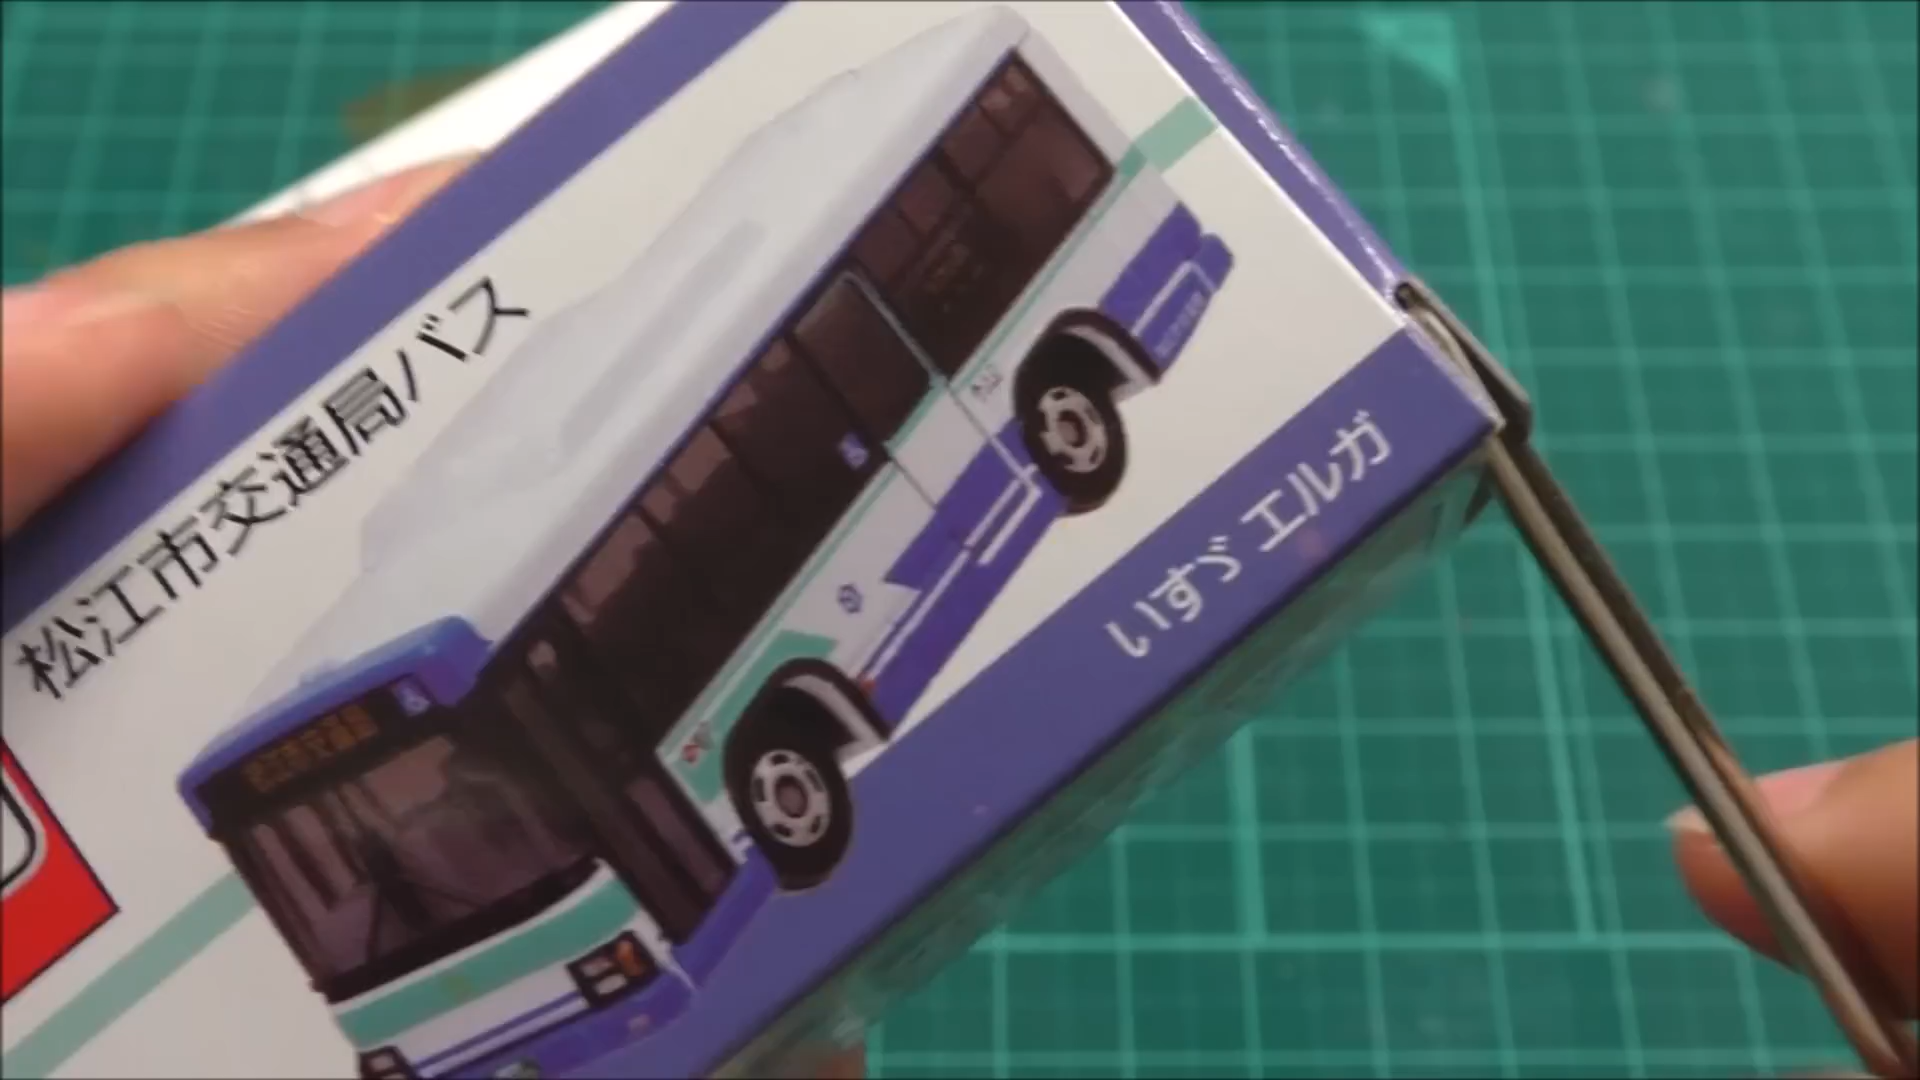 松江市交通局バス
いすゞ エルガ